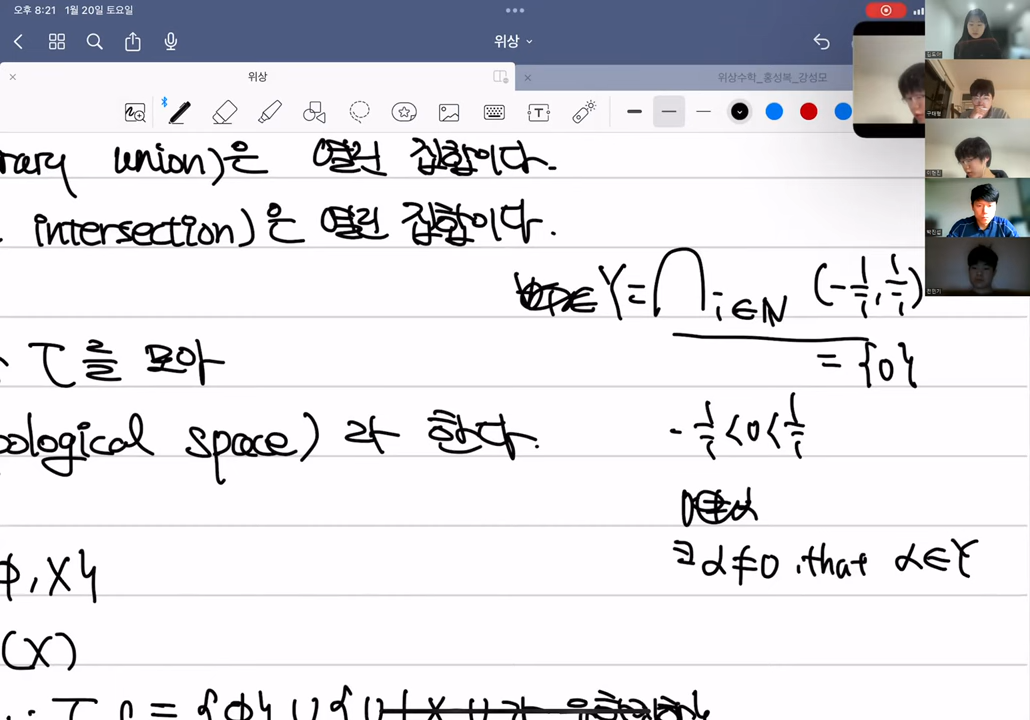 오후 8:21 1월 20일 토요일
위상
위상
위상수학_홍성복_강성모
rary union)은 열린 집합이다.
intersection)은 열린 집합이다.
Y = ⋂ i∈ℕ (-1/i, 1/i)
= {0}
T를 모아
-1/i < 0 < 1/i
pological space) 라 한다.
∃α≠0 that α∈Y
ϕ, X}
(X)
= {ϕ} ∪ {U